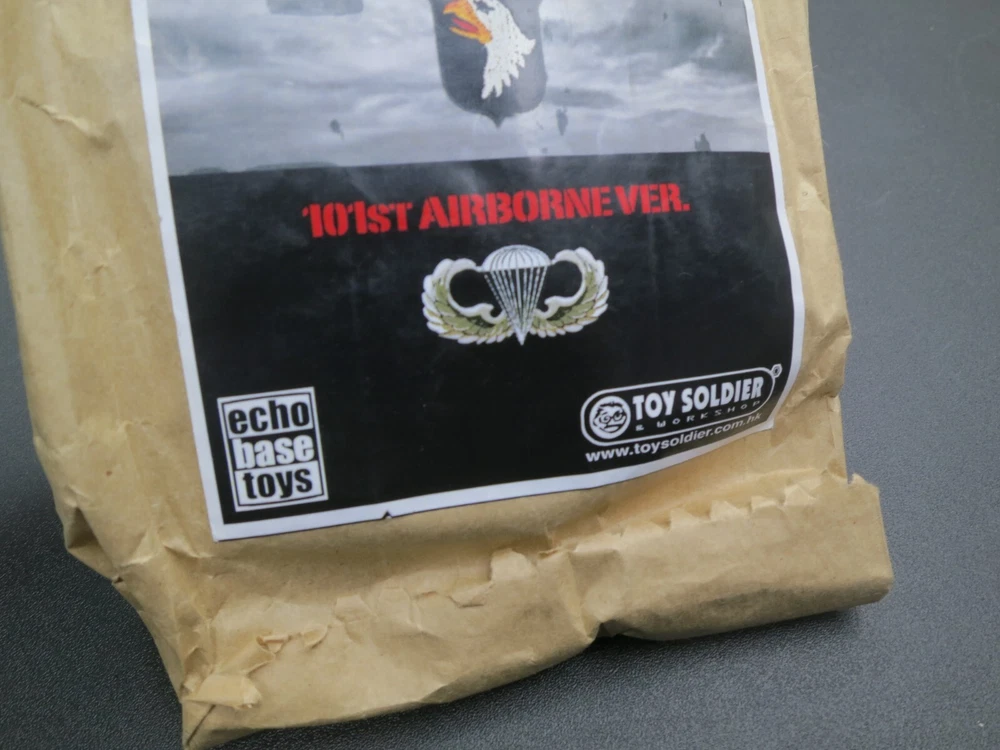 101ST AIRBORNE VER.
echo
base
toys
TOY SOLDIER
& WORKSHOP
www.toysoldier.com.hk